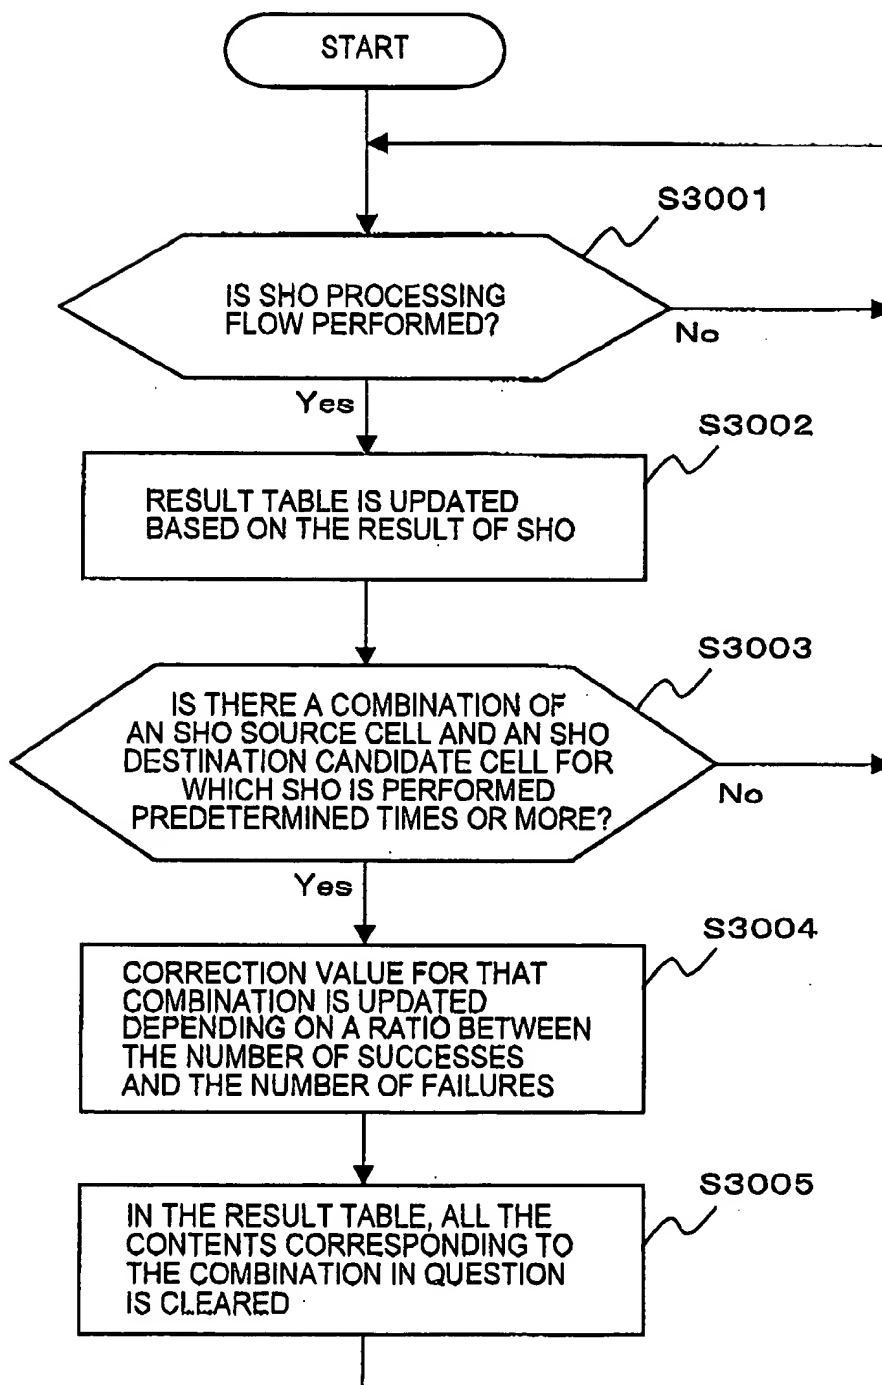 START
S3001
IS SHO PROCESSING
FLOW PERFORMED?
No
Yes
S3002
RESULT TABLE IS UPDATED
BASED ON THE RESULT OF SHO
S3003
IS THERE A COMBINATION OF
AN SHO SOURCE CELL AND AN SHO
DESTINATION CANDIDATE CELL FOR
WHICH SHO IS PERFORMED
PREDETERMINED TIMES OR MORE?
No
Yes
S3004
CORRECTION VALUE FOR THAT
COMBINATION IS UPDATED
DEPENDING ON A RATIO BETWEEN
THE NUMBER OF SUCCESSES
AND THE NUMBER OF FAILURES
S3005
IN THE RESULT TABLE, ALL THE
CONTENTS CORRESPONDING TO
THE COMBINATION IN QUESTION
IS CLEARED